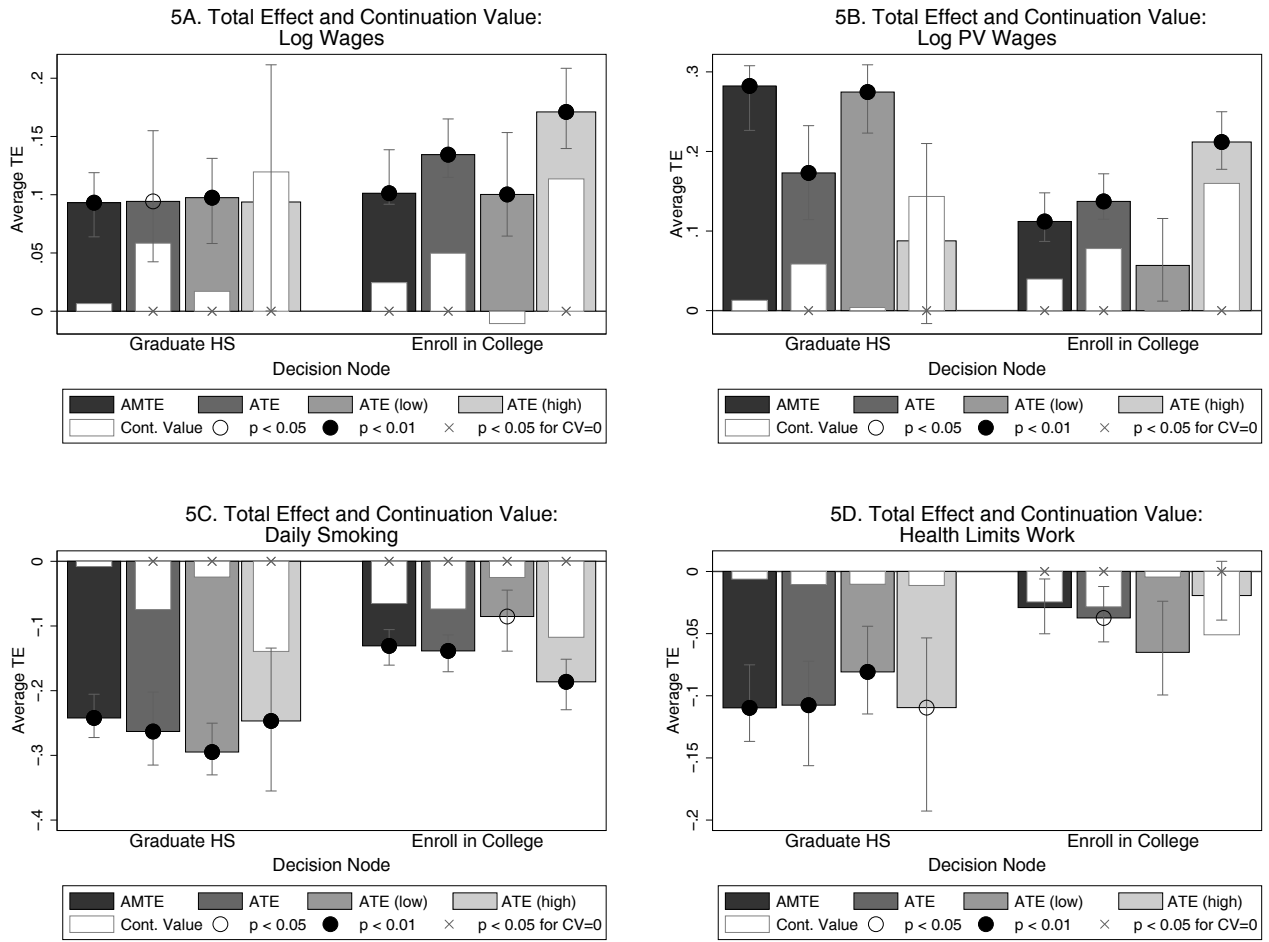 5A. Total Effect and Continuation Value:
Log Wages
Average TE
.2
.15
.1
.05
0
Graduate HS
Enroll in College
Decision Node
AMTE
ATE
ATE (low)
ATE (high)
Cont. Value
p < 0.05
p < 0.01
p < 0.05 for CV=0
5B. Total Effect and Continuation Value:
Log PV Wages
Average TE
.3
.2
.1
0
Graduate HS
Enroll in College
Decision Node
AMTE
ATE
ATE (low)
ATE (high)
Cont. Value
p < 0.05
p < 0.01
p < 0.05 for CV=0
5C. Total Effect and Continuation Value:
Daily Smoking
Average TE
0
-.1
-.2
-.3
-.4
Graduate HS
Enroll in College
Decision Node
AMTE
ATE
ATE (low)
ATE (high)
Cont. Value
p < 0.05
p < 0.01
p < 0.05 for CV=0
5D. Total Effect and Continuation Value:
Health Limits Work
Average TE
0
-.05
-.1
-.15
-.2
Graduate HS
Enroll in College
Decision Node
AMTE
ATE
ATE (low)
ATE (high)
Cont. Value
p < 0.05
p < 0.01
p < 0.05 for CV=0